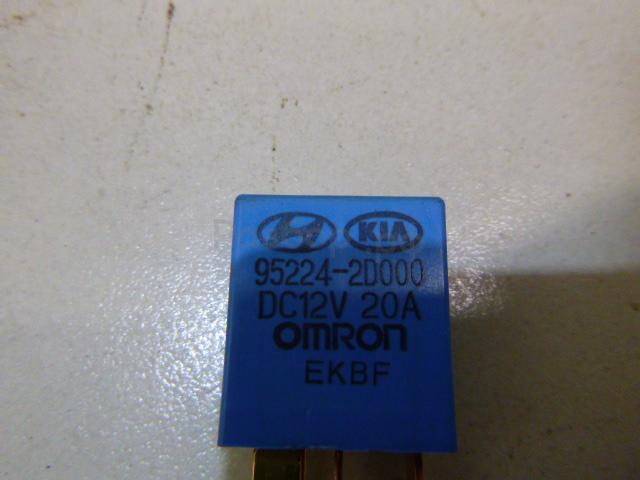 KIA
95224-2D000
DC12V 20A
OMRON
EKBF